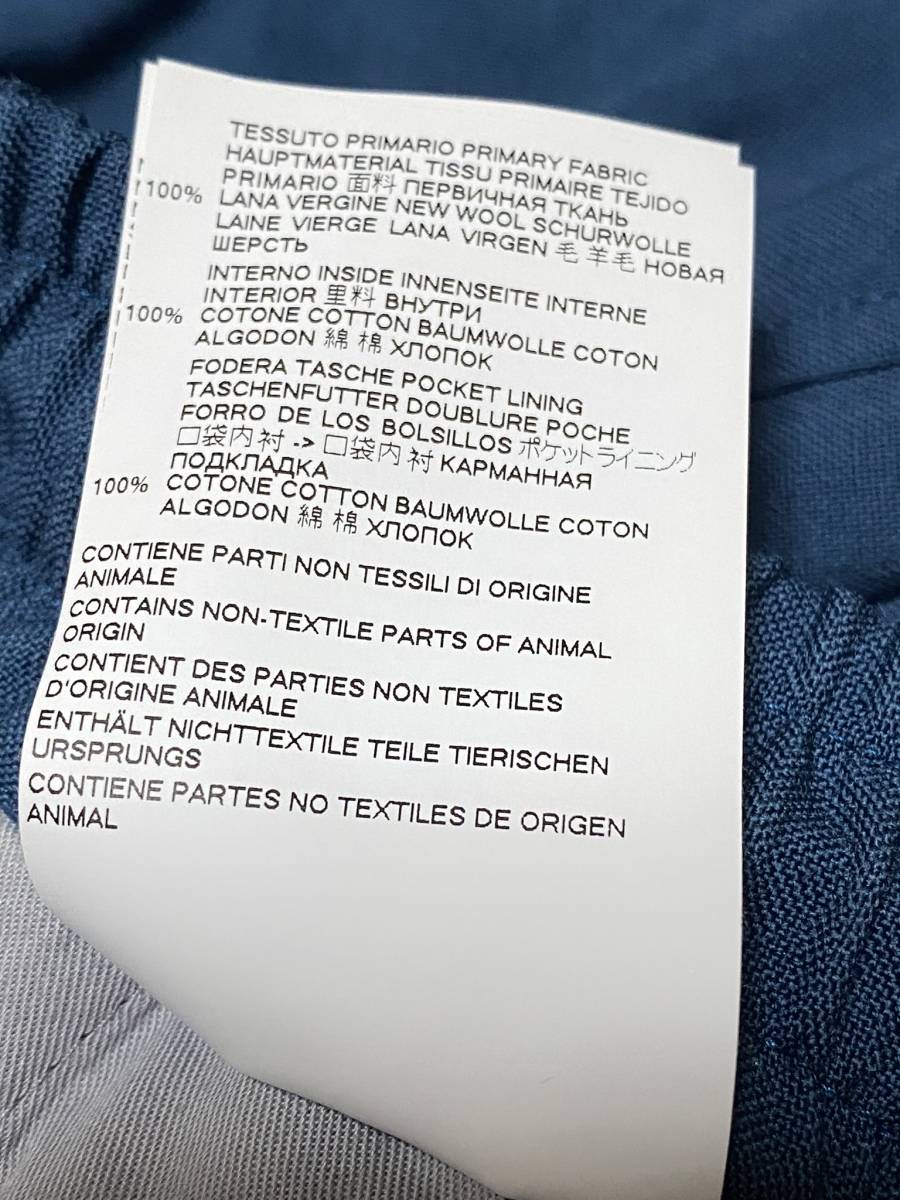 TESSUTO PRIMARIO PRIMARY FABRIC
HAUPTMATERIAL TISSU PRIMAIRE TEJIDO
PRIMARIO 面料 ПЕРВИЧНАЯ ТКАНЬ
100% LANA VERGINE NEW WOOL SCHURWOLLE
LAINE VIERGE LANA VIRGEN 毛 羊毛 НОВАЯ
ШЕРСТЬ
INTERNO INSIDE INNENSEITE INTERNE
INTERIOR 里料 ВНУТРИ
100% COTONE COTTON BAUMWOLLE COTON
ALGODON 綿 棉 ХЛОПОК
FODERA TASCHE POCKET LINING
TASCHENFUTTER DOUBLURE POCHE
FORRO DE LOS BOLSILLOS ポケットライニング
口袋内衬 -> 口袋内衬 КАРМАННАЯ
ПОДКЛАДКА
100% COTONE COTTON BAUMWOLLE COTON
ALGODON 綿 棉 ХЛОПОК
CONTIENE PARTI NON TESSILI DI ORIGINE
ANIMALE
CONTAINS NON-TEXTILE PARTS OF ANIMAL
ORIGIN
CONTIENT DES PARTIES NON TEXTILES
D'ORIGINE ANIMALE
ENTHÄLT NICHTTEXTILE TEILE TIERISCHEN
URSPRUNGS
CONTIENE PARTES NO TEXTILES DE ORIGEN
ANIMAL